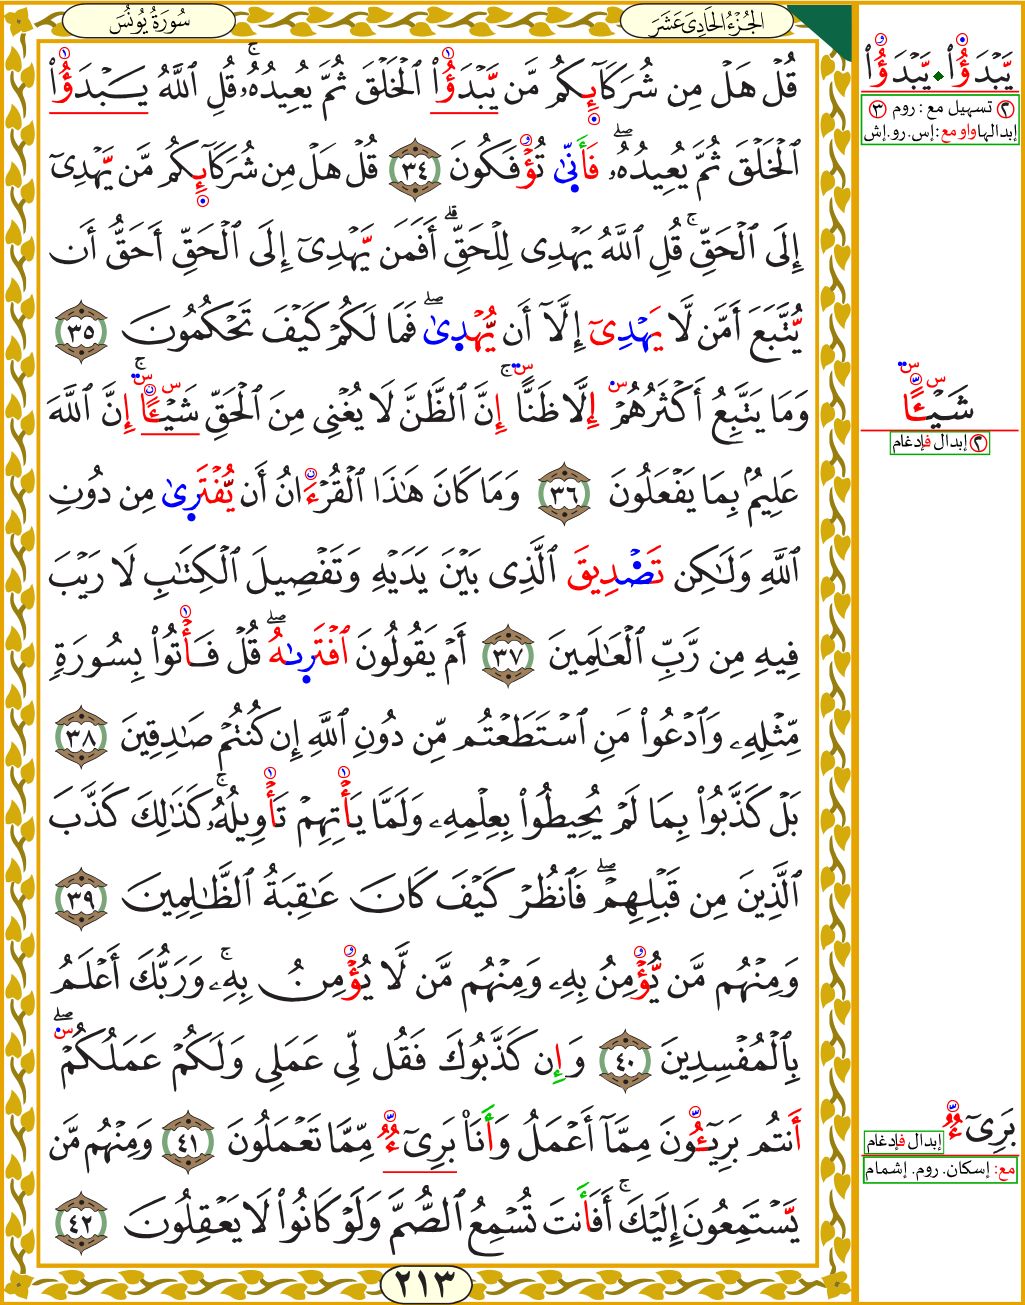 سُورَةُ يُونُسَ
الجُزْءُ الحَادِى عَشَرَ
قُلْ هَلْ مِن شُرَكَآئِكُم مَّن يَبْدَؤُا۟ ٱلْخَلْقَ ثُمَّ يُعِيدُهُۥ ۚ قُلِ ٱللَّهُ يَبْدَؤُا۟
ٱلْخَلْقَ ثُمَّ يُعِيدُهُۥ ۖ فَأَنَّىٰ تُؤْفَكُونَ ٣٤ قُلْ هَلْ مِن شُرَكَآئِكُم مَّن يَهْدِىٓ
إِلَى ٱلْحَقِّ ۚ قُلِ ٱللَّهُ يَهْدِى لِلْحَقِّ ۗ أَفَمَن يَهْدِىٓ إِلَى ٱلْحَقِّ أَحَقُّ أَن
يُتَّبَعَ أَمَّن لَّا يَهْدِىٓ إِلَّآ أَن يُهْدَىٰ ۖ فَمَا لَكُمْ كَيْفَ تَحْكُمُونَ ٣٥
وَمَا يَتَّبِعُ أَكْثَرُهُمْ إِلَّا ظَنًّا ۚ إِنَّ ٱلظَّنَّ لَا يُغْنِى مِنَ ٱلْحَقِّ شَيْـًٔا ۚ إِنَّ ٱللَّهَ
عَلِيمٌۢ بِمَا يَفْعَلُونَ ٣٦ وَمَا كَانَ هَٰذَا ٱلْقُرْءَانُ أَن يُفْتَرَىٰ مِن دُونِ
ٱللَّهِ وَلَٰكِن تَصْدِيقَ ٱلَّذِى بَيْنَ يَدَيْهِ وَتَفْصِيلَ ٱلْكِتَٰبِ لَا رَيْبَ
فِيهِ مِن رَّبِّ ٱلْعَٰلَمِينَ ٣٧ أَمْ يَقُولُونَ ٱفْتَرَىٰهُ ۖ قُلْ فَأْتُوا۟ بِسُورَةٍ
مِّثْلِهِۦ وَٱدْعُوا۟ مَنِ ٱسْتَطَعْتُم مِّن دُونِ ٱللَّهِ إِن كُنتُمْ صَٰدِقِينَ ٣٨
بَلْ كَذَّبُوا۟ بِمَا لَمْ يُحِيطُوا۟ بِعِلْمِهِۦ وَلَمَّا يَأْتِهِمْ تَأْوِيلُهُۥ ۚ كَذَٰلِكَ كَذَّبَ
ٱلَّذِينَ مِن قَبْلِهِمْ ۖ فَٱنظُرْ كَيْفَ كَانَ عَٰقِبَةُ ٱلظَّٰلِمِينَ ٣٩
وَمِنْهُم مَّن يُؤْمِنُ بِهِۦ وَمِنْهُم مَّن لَّا يُؤْمِنُ بِهِۦ ۚ وَرَبُّكَ أَعْلَمُ
بِٱلْمُفْسِدِينَ ٤٠ وَإِن كَذَّبُوكَ فَقُل لِّى عَمَلِى وَلَكُمْ عَمَلُكُمْ ۖ
أَنتُم بَرِيٓـُٔونَ مِمَّآ أَعْمَلُ وَأَنَا۠ بَرِىٓءٌ مِّمَّا تَعْمَلُونَ ٤١ وَمِنْهُم مَّن
يَسْتَمِعُونَ إِلَيْكَ ۚ أَفَأَنتَ تُسْمِعُ ٱلصُّمَّ وَلَوْ كَانُوا۟ لَا يَعْقِلُونَ ٤٢
٢١٣
يَبْدَؤُا۟ يَبْدَؤُا۟
٢ تسهيل مع: روم ٣
إبدالها واو مع: إس. رو. إش
شَيْـًٔا
٢ إبدال فإدغام
بَرِىٓءٌ
إبدال فإدغام
مع: إسكان. روم. إشمام